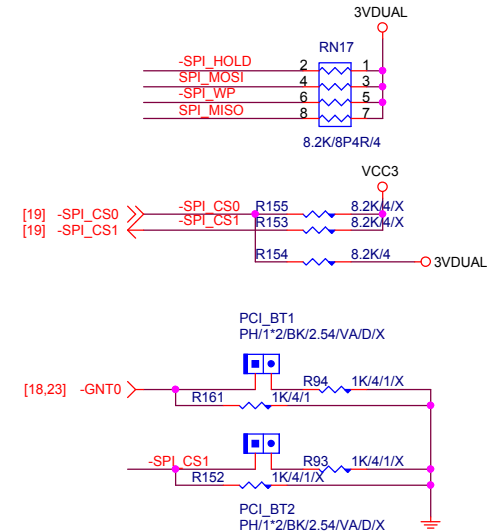 3VDUAL
RN17
-SPI_HOLD 2 1
SPI_MOSI 4 3
-SPI_WP 6 5
SPI_MISO 8 7
8.2K/8P4R/4
VCC3
[19] -SPI_CS0 -SPI_CS0 R155 8.2K/4/X
[19] -SPI_CS1 -SPI_CS1 R153 8.2K/4/X
R154 8.2K/4 3VDUAL
PCI_BT1
PH/1*2/BK/2.54/VA/D/X
[18,23] -GNT0 R94 1K/4/1/X
R161 1K/4/1
-SPI_CS1 R93 1K/4/1/X
R152 1K/4/1/X
PCI_BT2
PH/1*2/BK/2.54/VA/D/X